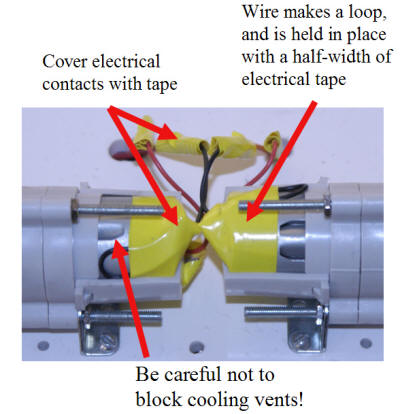 Cover electrical
contacts with tape
Wire makes a loop,
and is held in place
with a half-width of
electrical tape
Be careful not to
block cooling vents!